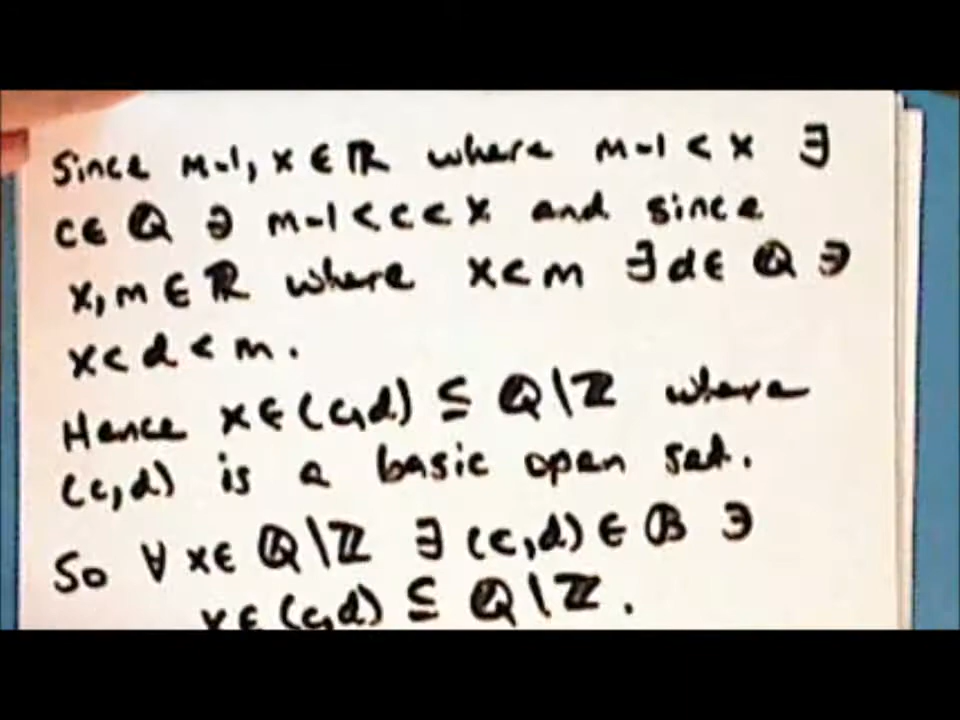 Since m-1, x ∈ ℝ where m-1 < x ∃
c ∈ ℚ ∋ m-1 < c < x and since
x, m ∈ ℝ where x < m ∃ d ∈ ℚ ∋
x < d < m.
Hence x ∈ (c,d) ⊆ ℚ\ℤ where
(c,d) is a basic open set.
So ∀ x ∈ ℚ\ℤ ∃ (c,d) ∈ 𝔹 ∋
x ∈ (c,d) ⊆ ℚ\ℤ.